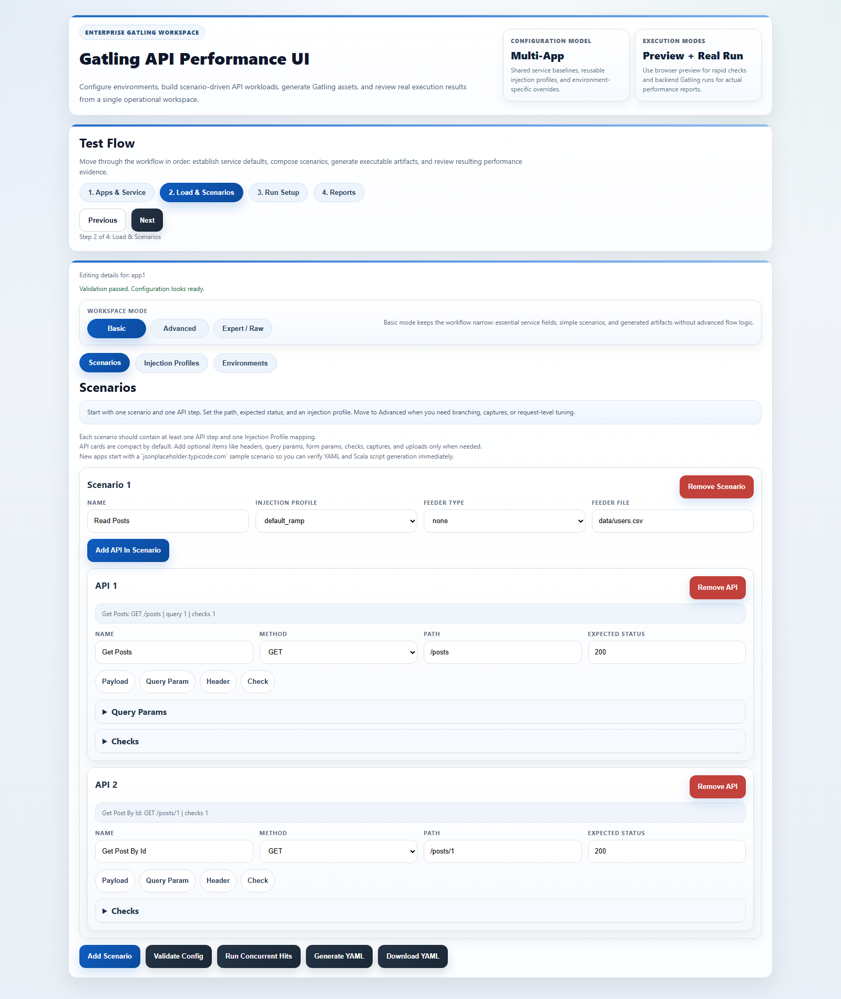 ENTERPRISE GATLING WORKSPACE
Gatling API Performance UI
Configure environments, build scenario-driven API workloads, generate Gatling assets, and review real execution results
from a single operational workspace.
CONFIGURATION MODEL
Multi-App
Shared service baselines, reusable
injection profiles, and environment-
specific overrides.
EXECUTION MODES
Preview + Real Run
Use browser preview for rapid checks
and backend Gatling runs for actual
performance reports.
Test Flow
Move through the workflow in order: establish service defaults, compose scenarios, generate executable artifacts, and review resulting performance
evidence.
1. Apps & Service
2. Load & Scenarios
3. Run Setup
4. Reports
Previous
Next
Step 2 of 4: Load & Scenarios
Editing details for: app1
Validation passed. Configuration looks ready.
WORKSPACE MODE
Basic
Advanced
Expert / Raw
Basic mode keeps the workflow narrow: essential service fields, simple scenarios, and generated artifacts without advanced flow logic.
Scenarios
Injection Profiles
Environments
Scenarios
Start with one scenario and one API step. Set the path, expected status, and an injection profile. Move to Advanced when you need branching, captures, or request-level tuning.
Each scenario should contain at least one API step and one Injection Profile mapping.
API cards are compact by default. Add optional items like headers, query params, form params, checks, captures, and uploads only when needed.
New apps start with a `jsonplaceholder.typicode.com` sample scenario so you can verify YAML and Scala script generation immediately.
Scenario 1
Remove Scenario
NAME
INJECTION PROFILE
FEEDER TYPE
FEEDER FILE
Read Posts
default_ramp
none
data/users.csv
Add API In Scenario
API 1
Remove API
Get Posts: GET /posts | query 1 | checks 1
NAME
METHOD
PATH
EXPECTED STATUS
Get Posts
GET
/posts
200
Payload
Query Param
Header
Check
Query Params
Checks
API 2
Remove API
Get Post By Id: GET /posts/1 | checks 1
NAME
METHOD
PATH
EXPECTED STATUS
Get Post By Id
GET
/posts/1
200
Payload
Query Param
Header
Check
Checks
Add Scenario
Validate Config
Run Concurrent Hits
Generate YAML
Download YAML